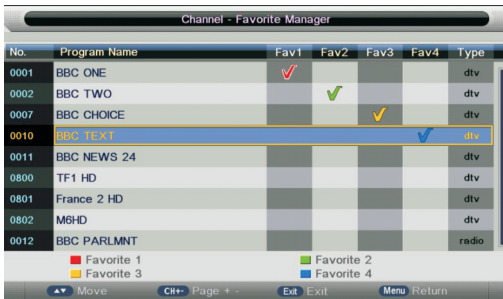 Channel - Favorite Manager
No. Program Name Fav1 Fav2 Fav3 Fav4 Type
0001 BBC ONE dtv
0002 BBC TWO dtv
0007 BBC CHOICE dtv
0010 BBC TEXT dtv
0011 BBC NEWS 24 dtv
0800 TF1 HD dtv
0801 France 2 HD dtv
0802 M6HD dtv
0012 BBC PARLMNT radio
Favorite 1 Favorite 2
Favorite 3 Favorite 4
Move CH+- Page + - Exit Exit Menu Return